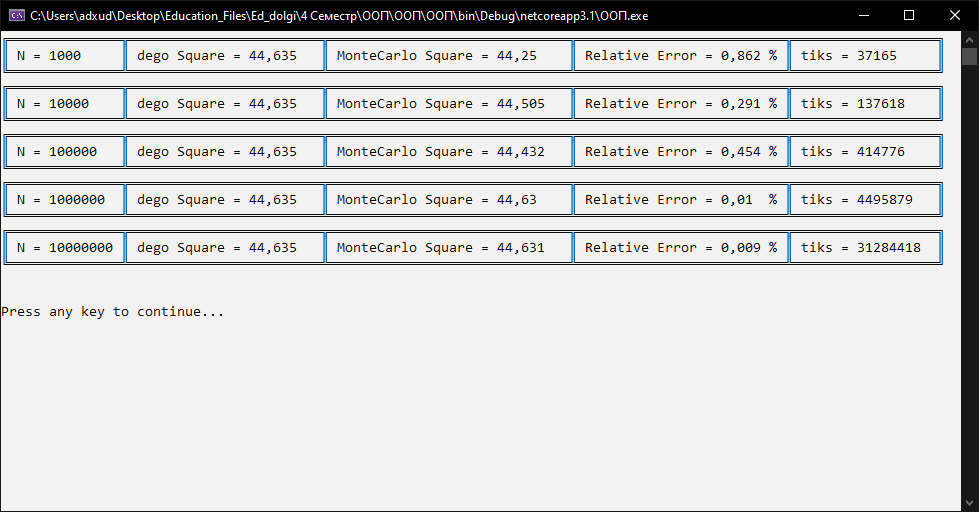 C:\Users\adxud\Desktop\Education_Files\Ed_dolgi\4 Семестр\ООП\ООП\ООП\bin\Debug\netcoreapp3.1\ООП.exe
N = 1000 dego Square = 44,635 MonteCarlo Square = 44,25 Relative Error = 0,862 % tiks = 37165
N = 10000 dego Square = 44,635 MonteCarlo Square = 44,505 Relative Error = 0,291 % tiks = 137618
N = 100000 dego Square = 44,635 MonteCarlo Square = 44,432 Relative Error = 0,454 % tiks = 414776
N = 1000000 dego Square = 44,635 MonteCarlo Square = 44,63 Relative Error = 0,01 % tiks = 4495879
N = 10000000 dego Square = 44,635 MonteCarlo Square = 44,631 Relative Error = 0,009 % tiks = 31284418
Press any key to continue...